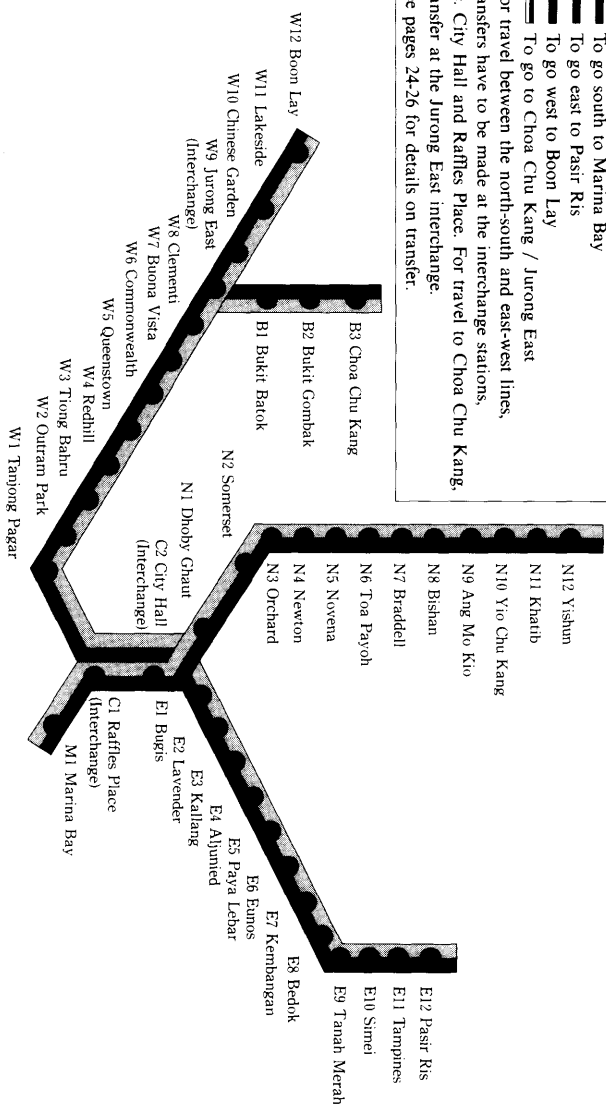 To go south to Marina Bay
To go east to Pasir Ris
To go west to Boon Lay
To go to Choa Chu Kang / Jurong East
or travel between the north-south and east-west lines,
ansfers have to be made at the interchange stations,
. City Hall and Raffles Place. For travel to Choa Chu Kang,
ansfer at the Jurong East interchange.
e pages 24-26 for details on transfer.
W12 Boon Lay
W11 Lakeside
W10 Chinese Garden
W9 Jurong East
(Interchange)
W8 Clementi
W7 Buona Vista
W6 Commonwealth
W5 Queenstown
W4 Redhill
W3 Tiong Bahru
W2 Outram Park
W1 Tanjong Pagar
B3 Choa Chu Kang
B2 Bukit Gombak
B1 Bukit Batok
N12 Yishun
N11 Khatib
N10 Yio Chu Kang
N9 Ang Mo Kio
N8 Bishan
N7 Braddell
N6 Toa Payoh
N5 Novena
N4 Newton
N3 Orchard
N2 Somerset
N1 Dhoby Ghaut
C2 City Hall
(Interchange)
C1 Raffles Place
(Interchange)
M1 Marina Bay
E1 Bugis
E2 Lavender
E3 Kallang
E4 Aljunied
E5 Paya Lebar
E6 Eunos
E7 Kembangan
E8 Bedok
E9 Tanah Merah
E10 Simei
E11 Tampines
E12 Pasir Ris